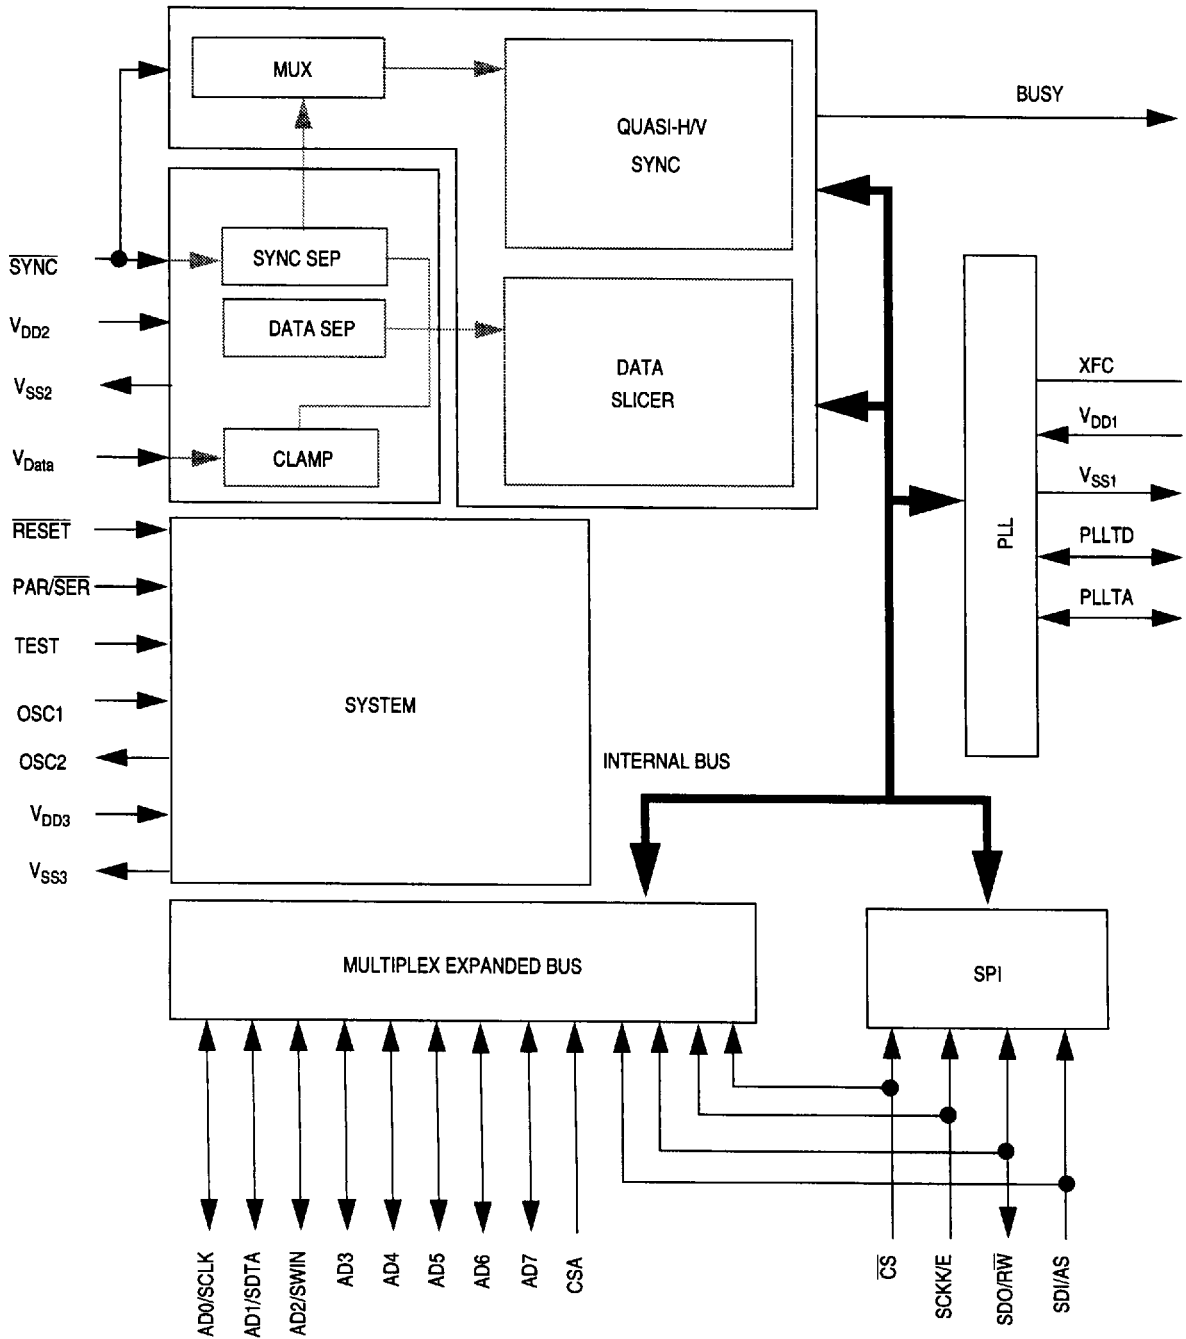 MUX
QUASI-H/V
SYNC
BUSY
SYNC
SYNC SEP
VDD2
DATA SEP
VSS2
DATA
SLICER
VData
CLAMP
XFC
VDD1
VSS1
PLL
PLLTD
PLLTA
RESET
PAR/SER
TEST
OSC1
SYSTEM
OSC2
INTERNAL BUS
VDD3
VSS3
MULTIPLEX EXPANDED BUS
SPI
AD0/SCLK
AD1/SDTA
AD2/SWIN
AD3
AD4
AD5
AD6
AD7
CSA
CS
SCKK/E
SDO/RW
SDI/AS